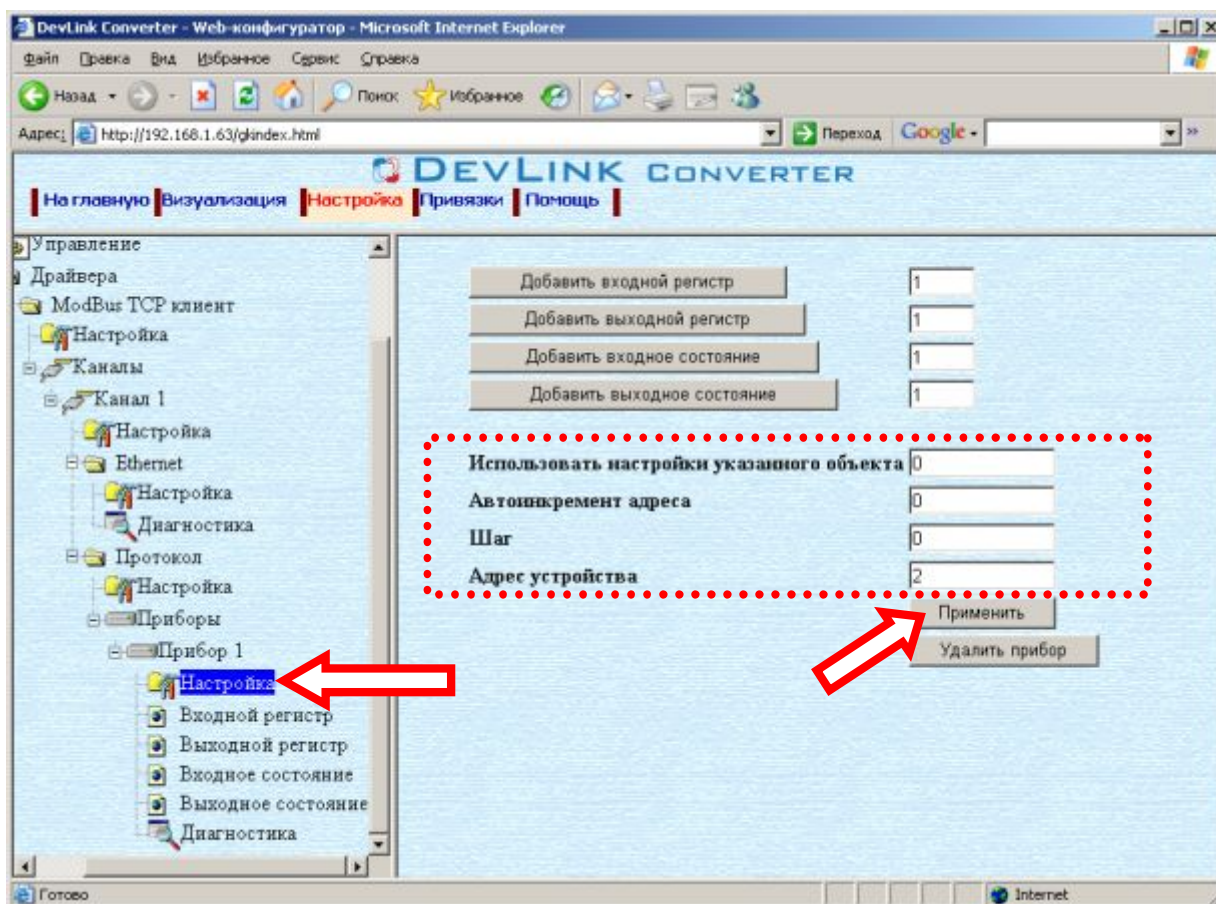 DevLink Converter - Web-конфигуратор - Microsoft Internet Explorer
Файл Правка Вид Избранное Сервис Справка
Назад Поиск Избранное
Адрес: http://192.168.1.63/gkindex.html Переход Google
DEVLINK CONVERTER
На главную Визуализация Настройка Привязки Помощь
Управление
Драйвера
ModBus TCP клиент
Настройка
Каналы
Канал 1
Настройка
Ethernet
Настройка
Диагностика
Протокол
Настройка
Приборы
Прибор 1
Настройка
Входной регистр
Выходной регистр
Входное состояние
Выходное состояние
Диагностика
Добавить входной регистр 1
Добавить выходной регистр 1
Добавить входное состояние 1
Добавить выходное состояние 1
Использовать настройки указанного объекта 0
Автоинкремент адреса 0
Шаг 0
Адрес устройства 2
Применить
Удалить прибор
Готово Internet